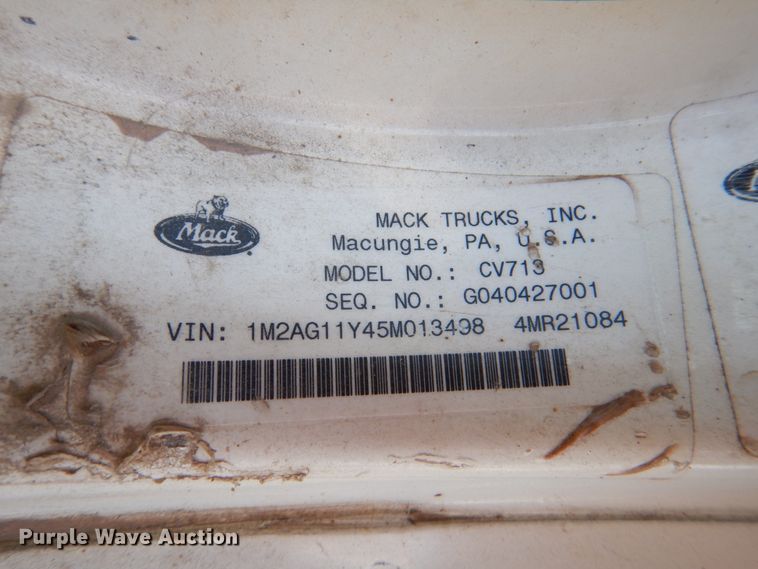 Mack
MACK TRUCKS, INC.
Macungie, PA, U.S.A.
MODEL NO.: CV713
SEQ. NO.: G040427001
VIN: 1M2AG11Y45M013498 4MR21084
Purple Wave Auction